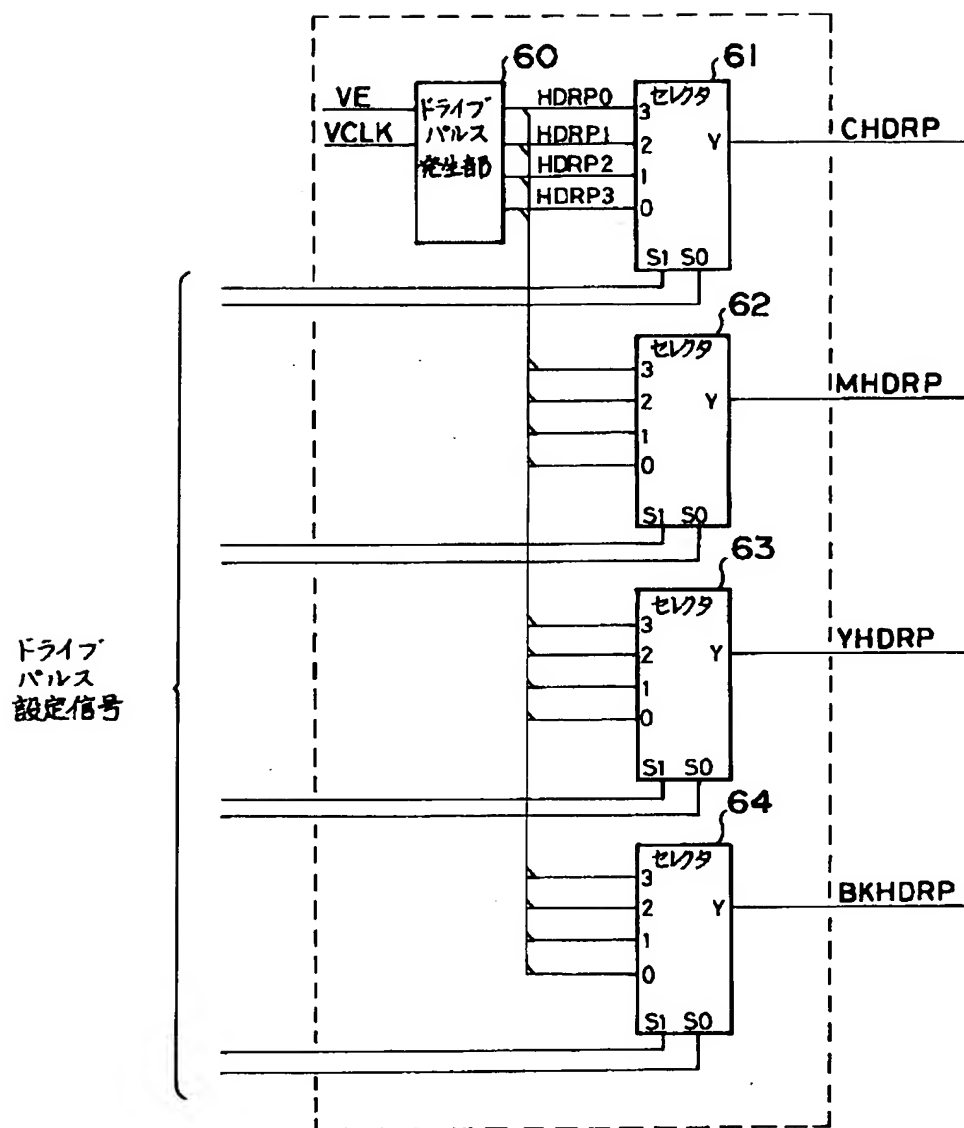 60
61
VE
VCLK
ドライブ
パルス
発生部
HDRP0
HDRP1
HDRP2
HDRP3
セレクタ
3
2
1
0
Y
S1 S0
CHDRP
62
セレクタ
3
2
1
0
Y
S1 S0
MHDRP
63
セレクタ
3
2
1
0
Y
S1 S0
YHDRP
ドライブ
パルス
設定信号
64
セレクタ
3
2
1
0
Y
S1 S0
BKHDRP